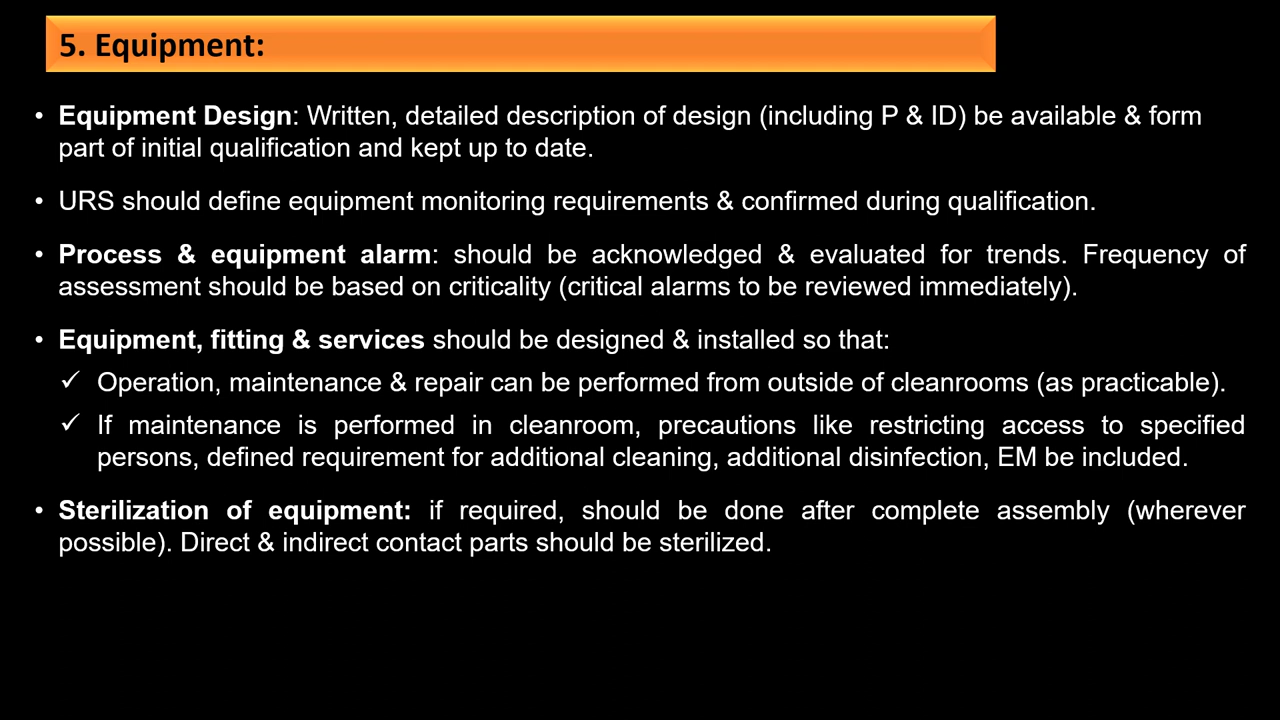 5. Equipment:
• Equipment Design: Written, detailed description of design (including P & ID) be available & form
part of initial qualification and kept up to date.
• URS should define equipment monitoring requirements & confirmed during qualification.
• Process & equipment alarm: should be acknowledged & evaluated for trends. Frequency of
assessment should be based on criticality (critical alarms to be reviewed immediately).
• Equipment, fitting & services should be designed & installed so that:
✓ Operation, maintenance & repair can be performed from outside of cleanrooms (as practicable).
✓ If maintenance is performed in cleanroom, precautions like restricting access to specified
persons, defined requirement for additional cleaning, additional disinfection, EM be included.
• Sterilization of equipment: if required, should be done after complete assembly (wherever
possible). Direct & indirect contact parts should be sterilized.